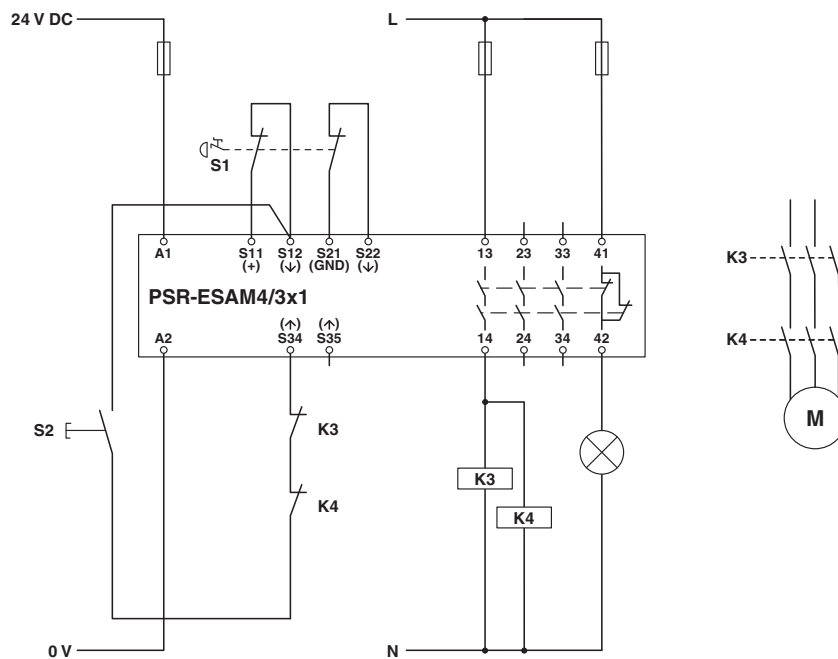 24 V DC
L
S1
A1
S11
(+)
S12
(↓)
S21
(GND)
S22
(↓)
13
23
33
41
PSR-ESAM4/3x1
A2
(↑)
S34
(↑)
S35
14
24
34
42
K3
K4
M
S2
K3
K4
K3
K4
0 V
N